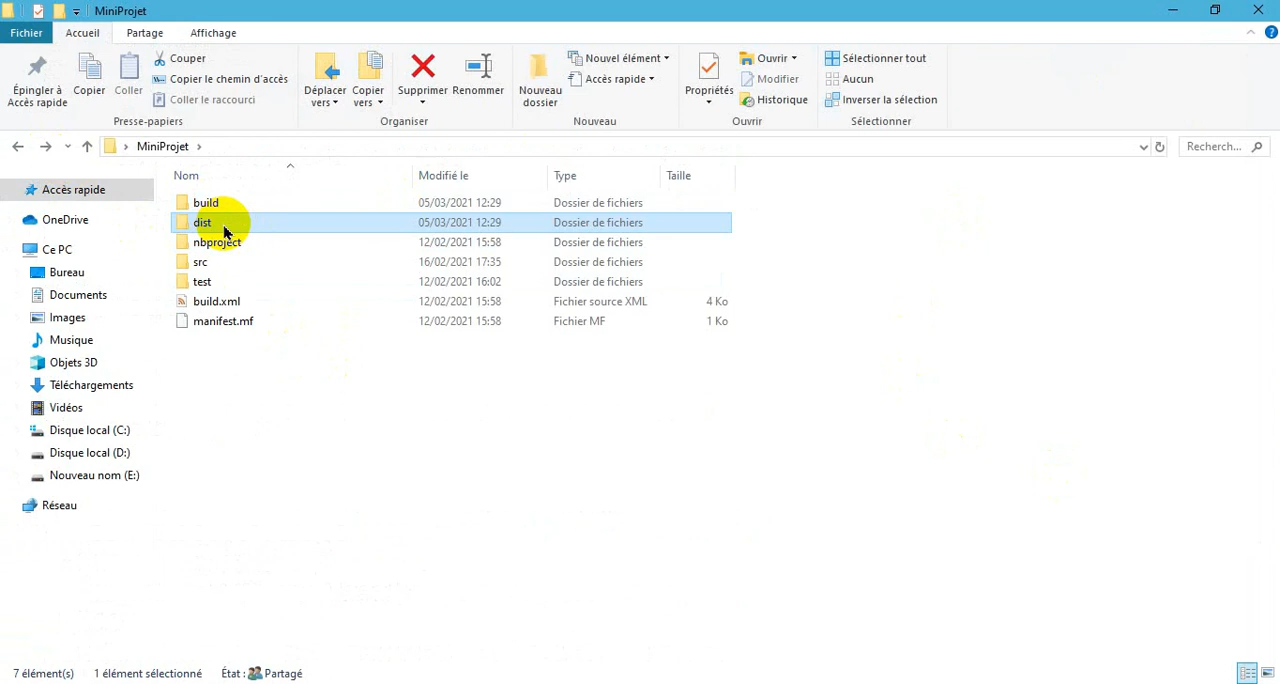 MiniProjet
Fichier Accueil Partage Affichage
Épingler à
Accès rapide
Copier
Coller
Couper
Copier le chemin d'accès
Coller le raccourci
Presse-papiers
Déplacer
vers
Copier
vers
Supprimer
Renommer
Organiser
Nouveau
dossier
Nouvel élément
Accès rapide
Nouveau
Propriétés
Ouvrir
Modifier
Historique
Ouvrir
Sélectionner tout
Aucun
Inverser la sélection
Sélectionner
MiniProjet
Recherch...
Accès rapide
OneDrive
Ce PC
Bureau
Documents
Images
Musique
Objets 3D
Téléchargements
Vidéos
Disque local (C:)
Disque local (D:)
Nouveau nom (E:)
Réseau
Nom Modifié le Type Taille
build 05/03/2021 12:29 Dossier de fichiers
dist 05/03/2021 12:29 Dossier de fichiers
nbproject 12/02/2021 15:58 Dossier de fichiers
src 16/02/2021 17:35 Dossier de fichiers
test 12/02/2021 16:02 Dossier de fichiers
build.xml 12/02/2021 15:58 Fichier source XML 4 Ko
manifest.mf 12/02/2021 15:58 Fichier MF 1 Ko
7 élément(s) 1 élément sélectionné État : Partagé